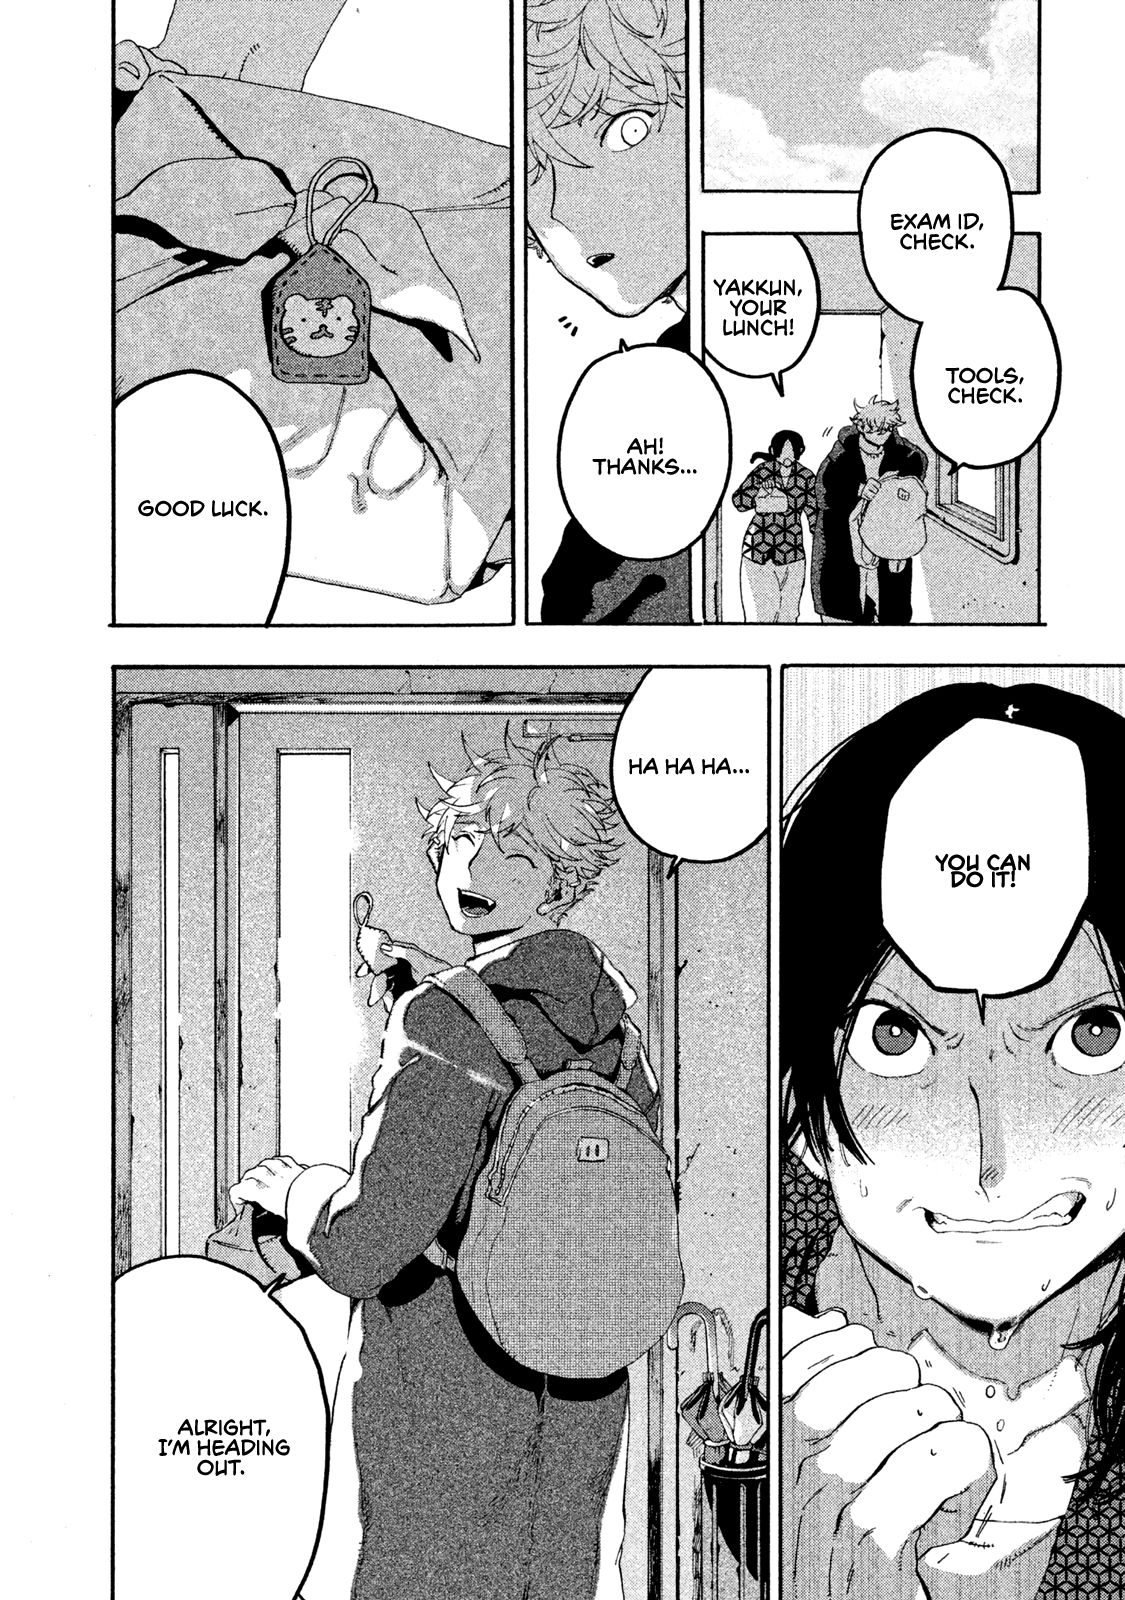 EXAM ID,
CHECK.
TOOLS,
CHECK.
YAKKUN,
YOUR
LUNCH!
AH!
THANKS...
GOOD LUCK.
YOU CAN
DO IT!
HA HA HA...
ALRIGHT,
I'M HEADING
OUT.